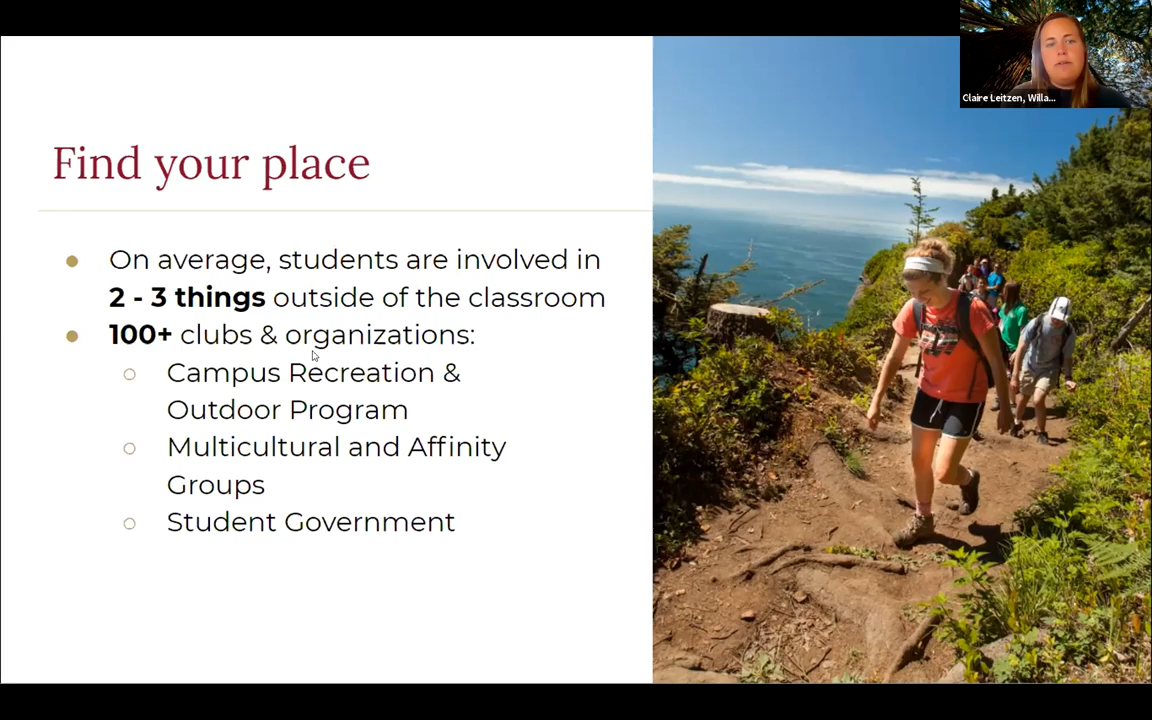 Claire Leitzen, Willa...
Find your place
On average, students are involved in
2 - 3 things outside of the classroom
100+ clubs & organizations:
Campus Recreation &
Outdoor Program
Multicultural and Affinity
Groups
Student Government